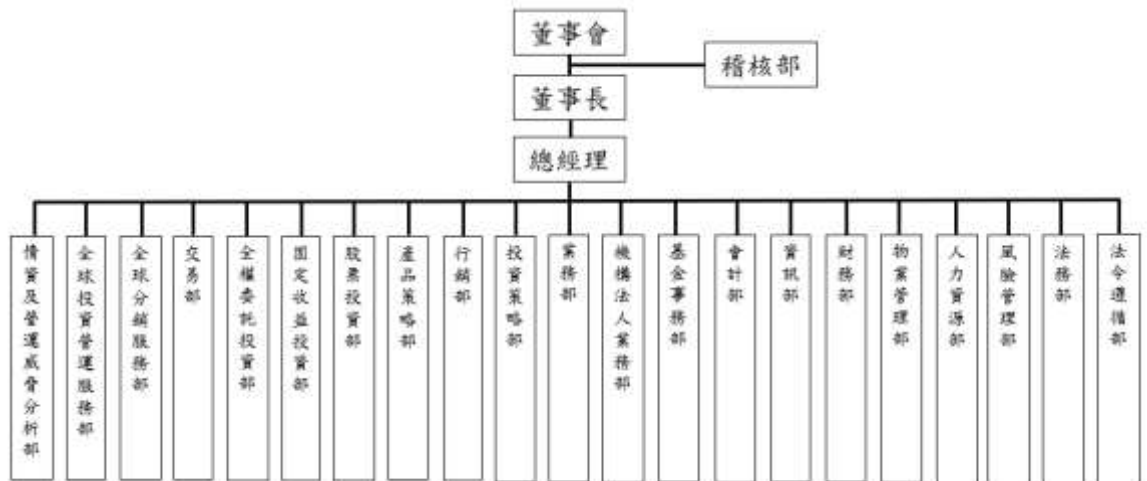 董事會
稽核部
董事長
總經理
情資及營運威脅分析部
全球投資營運服務部
全球分銷服務部
交易部
全權委託投資部
固定收益投資部
股票投資部
產品策略部
行銷部
投資策略部
業務部
機構法人業務部
基金事務部
會計部
資訊部
財務部
物業管理部
人力資源部
風險管理部
法務部
法令遵循部